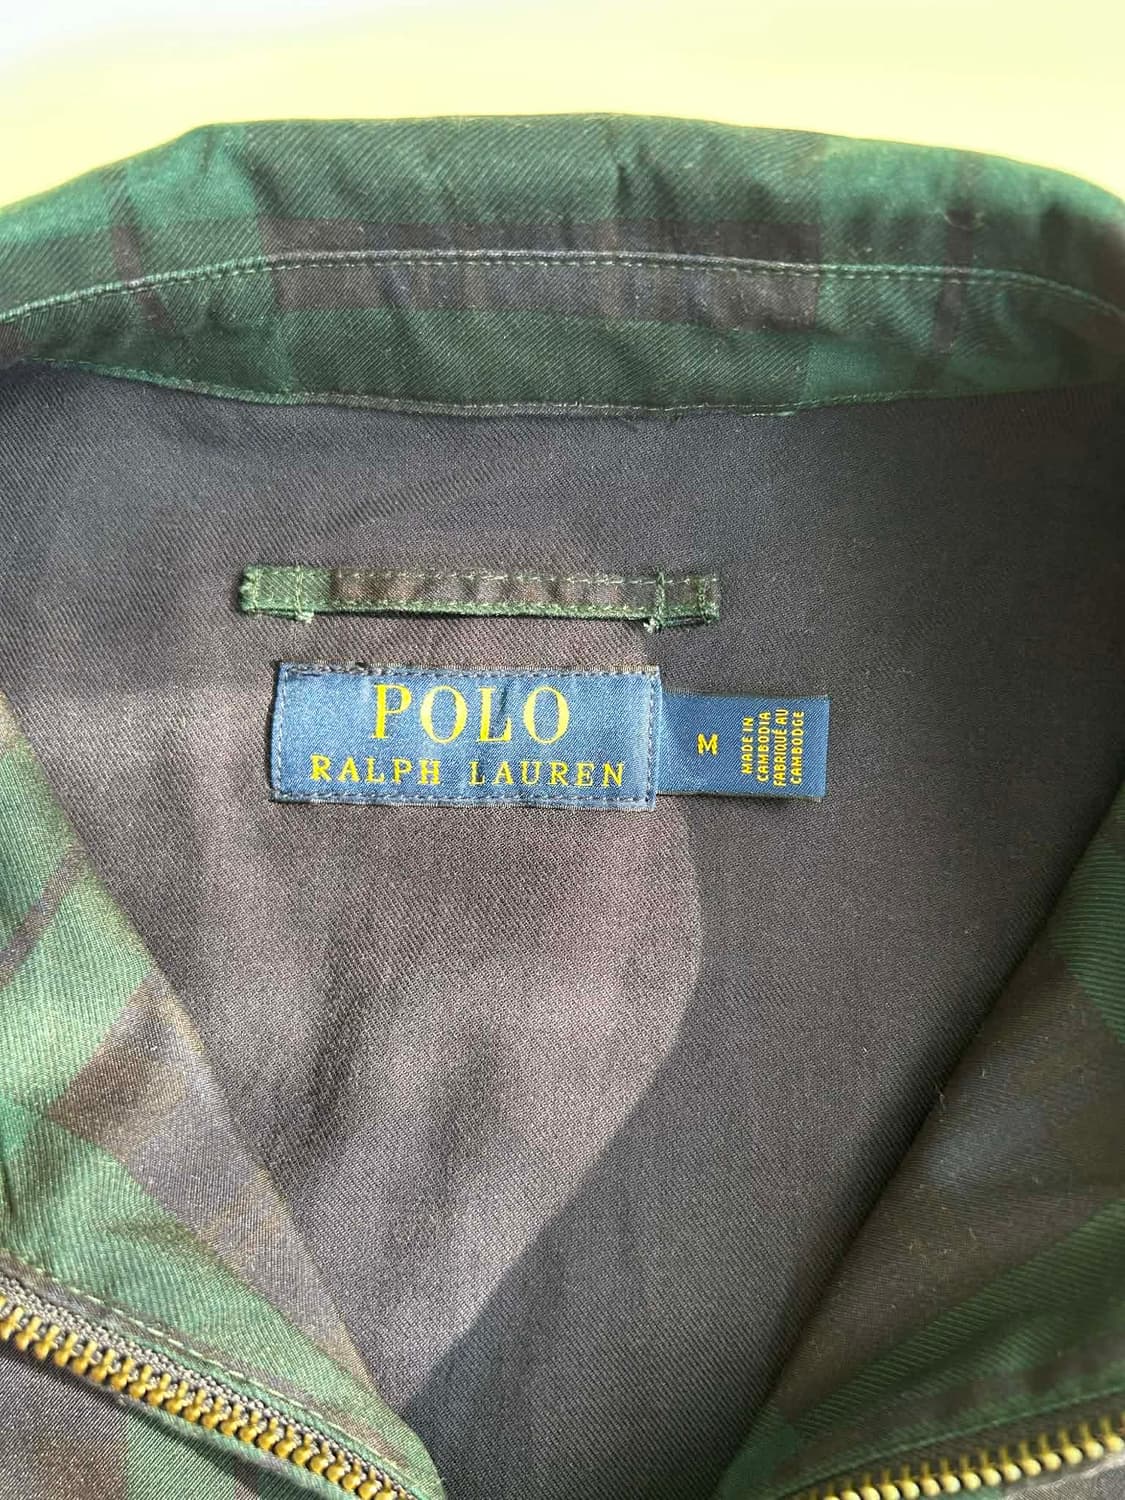 POLO
RALPH LAUREN
M
MADE IN
CAMBODIA
FABRIQUÉ AU
CAMBODGE